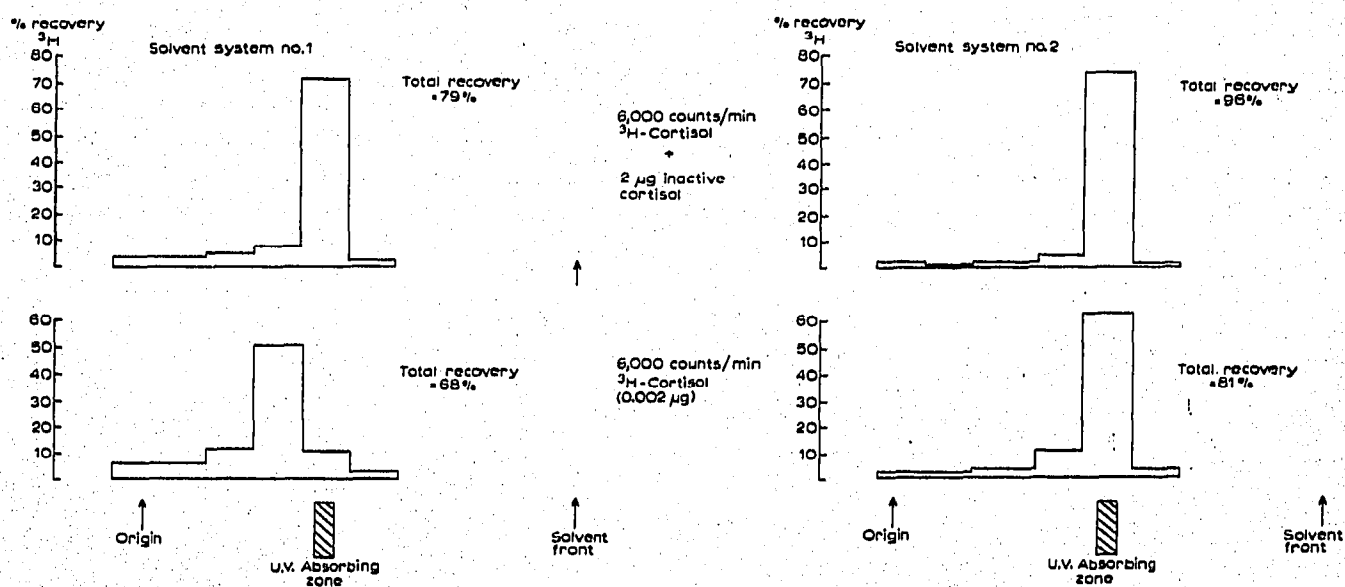 % recovery
³H
Solvent system no.1
80
70
60
50
40
30
20
10
Total recovery
=79%
6,000 counts/min
³H-Cortisol
+
2 µg inactive
cortisol
% recovery
³H
Solvent system no.2
80
70
60
50
40
30
20
10
Total recovery
=96%
60
50
40
30
20
10
Total recovery
=68%
6,000 counts/min
³H-Cortisol
(0.002 µg)
60
50
40
30
20
10
Total recovery
=81%
Origin
U.V. Absorbing
zone
Solvent
front
Origin
U.V. Absorbing
zone
Solvent
front